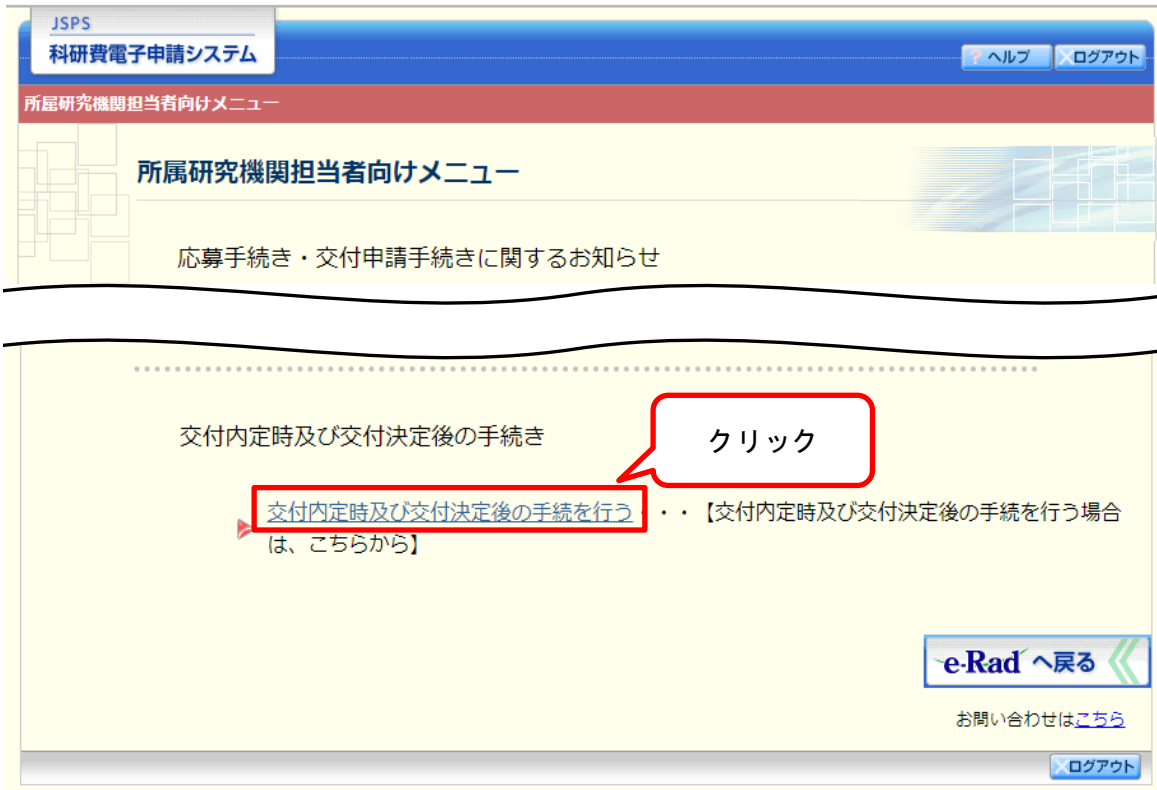 JSPS
科研費電子申請システム
? ヘルプ
ログアウト
所属研究機関担当者向けメニュー
所属研究機関担当者向けメニュー
応募手続き・交付申請手続きに関するお知らせ
交付内定時及び交付決定後の手続き
クリック
交付内定時及び交付決定後の手続を行う・・・【交付内定時及び交付決定後の手続を行う場合
は、こちらから】
e-Rad へ戻る
お問い合わせはこちら
ログアウト